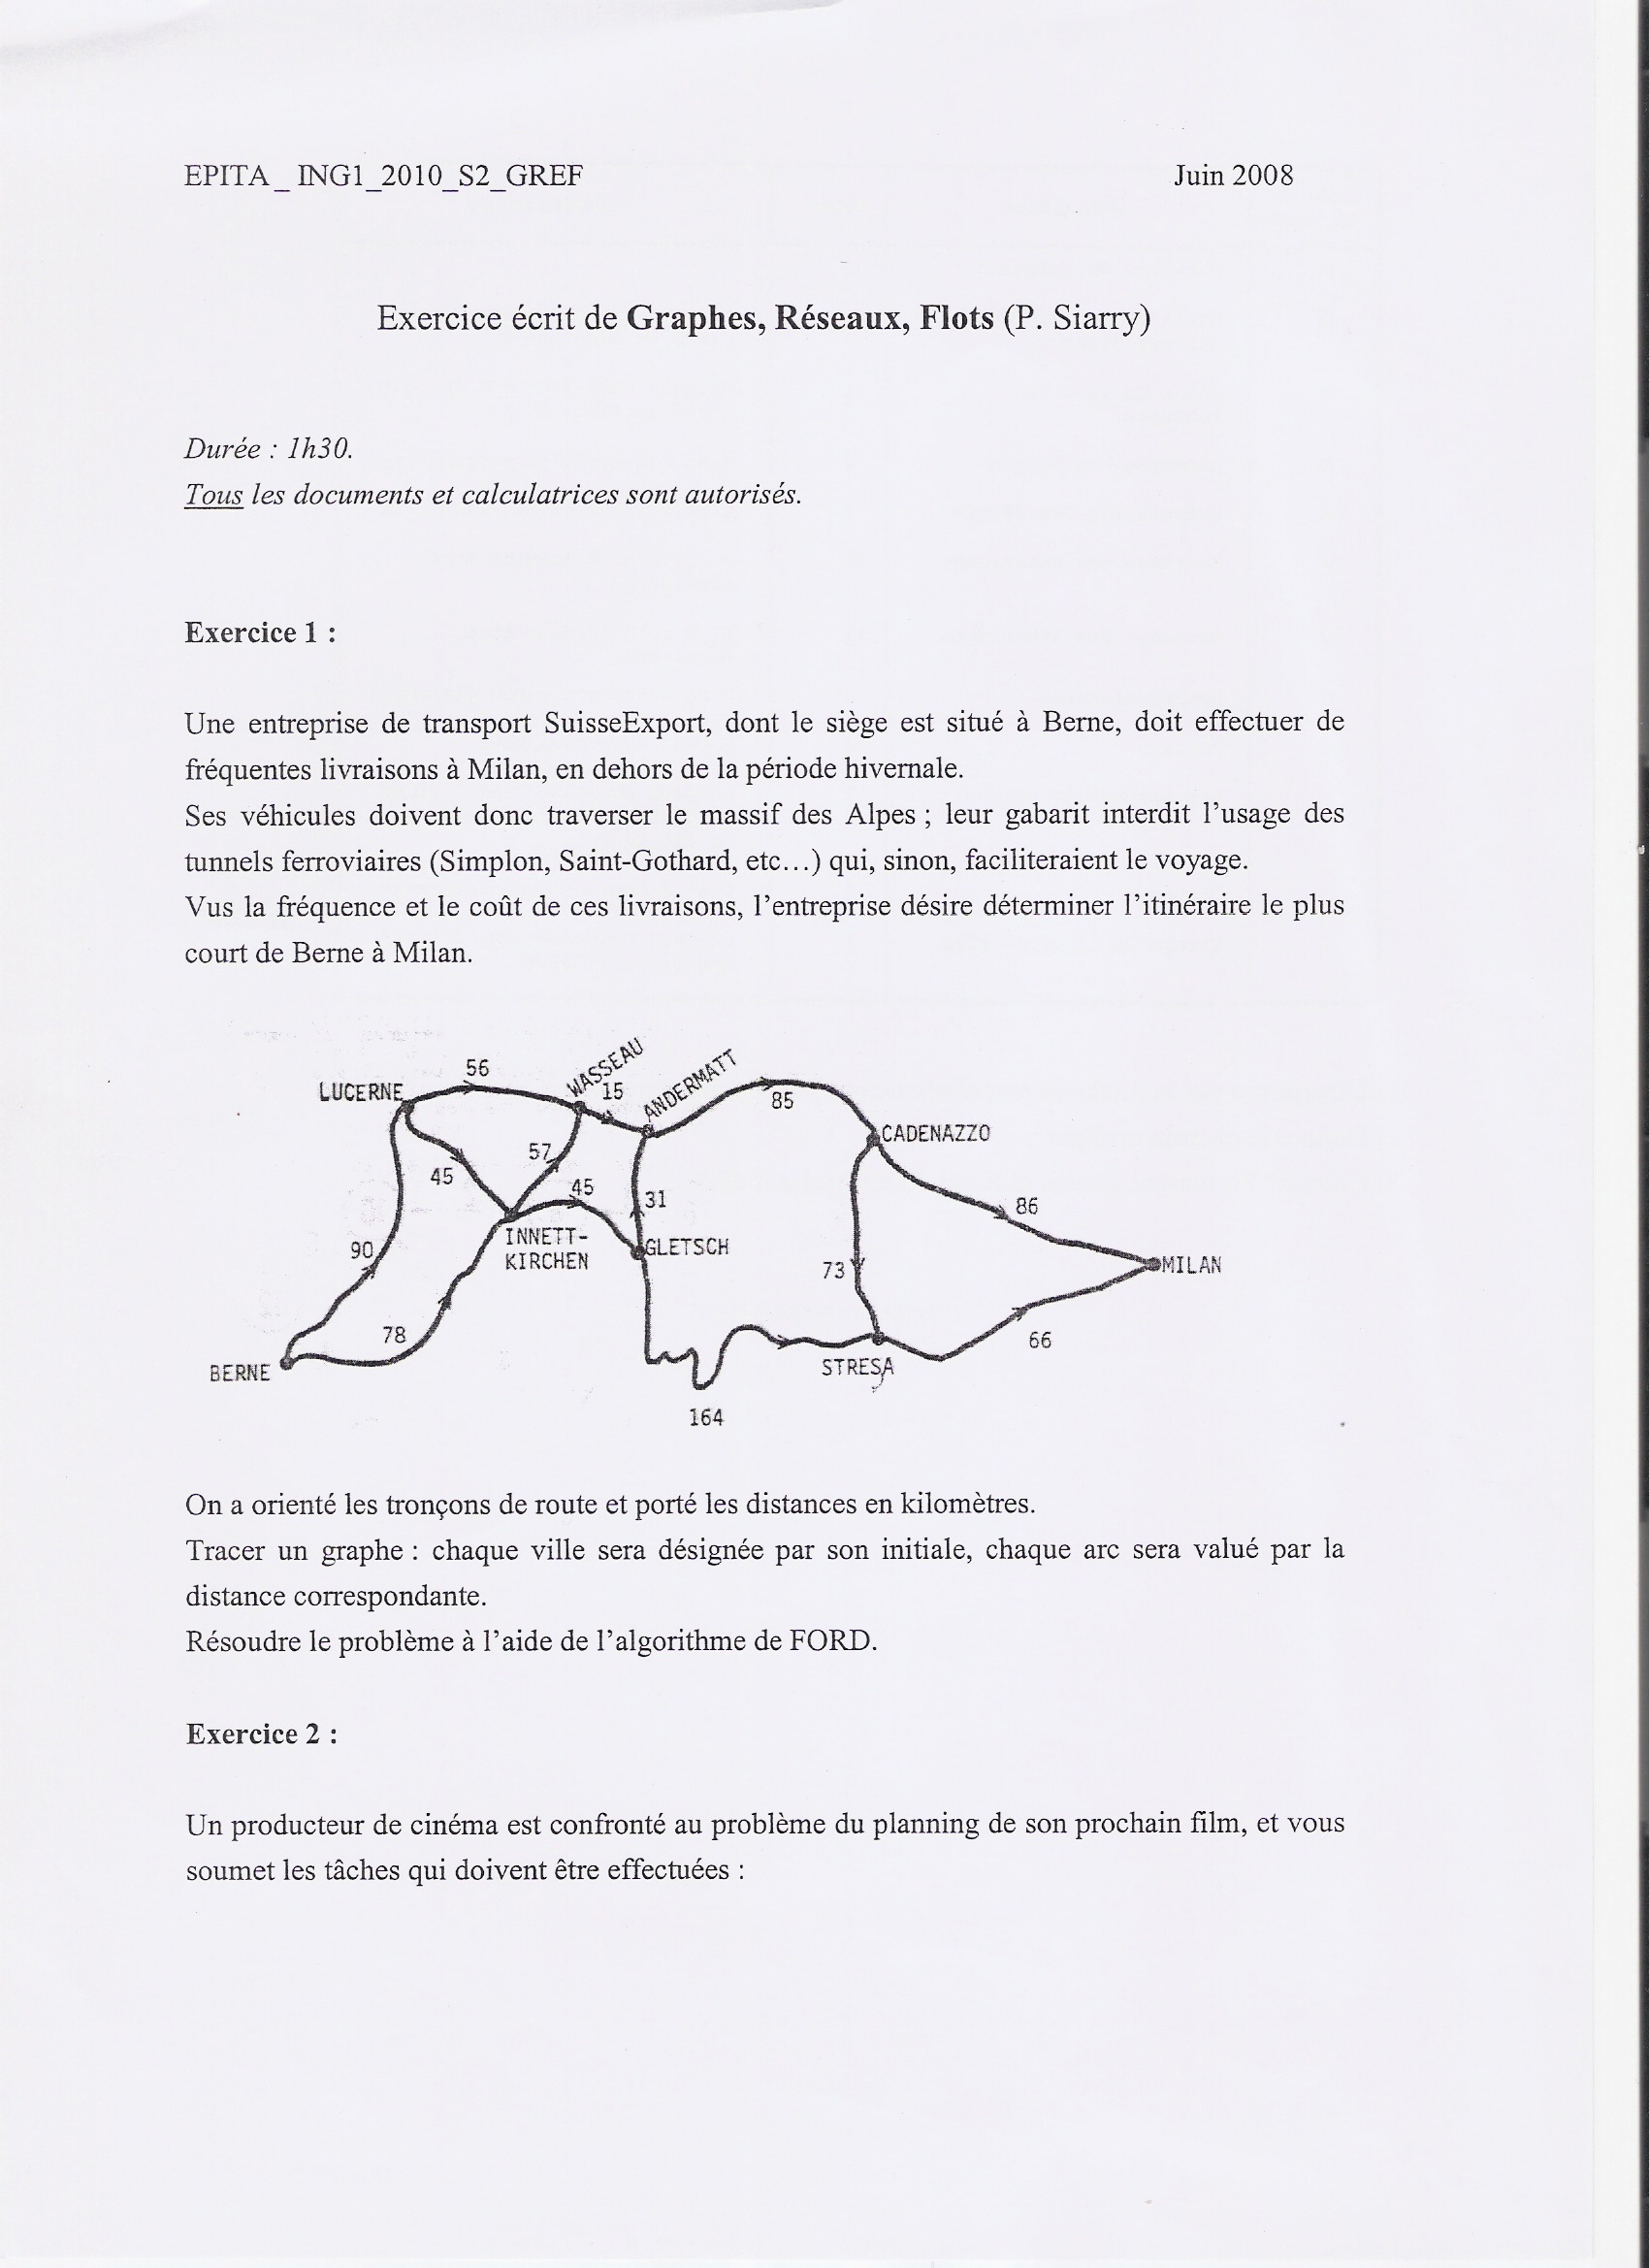 EPITA_ ING1_2010_S2_GREF
Juin 2008
Exercice écrit de Graphes, Réseaux, Flots (P. Siarry)
Durée : 1h30.
Tous les documents et calculatrices sont autorisés.
Exercice 1 :
Une entreprise de transport SuisseExport, dont le siège est situé à Berne, doit effectuer de
fréquentes livraisons à Milan, en dehors de la période hivernale.
Ses véhicules doivent donc traverser le massif des Alpes ; leur gabarit interdit l'usage des
tunnels ferroviaires (Simplon, Saint-Gothard, etc...) qui, sinon, faciliteraient le voyage.
Vus la fréquence et le coût de ces livraisons, l'entreprise désire déterminer l'itinéraire le plus
court de Berne à Milan.
56
WASSEAU
LUCERNE
15
ANDERMATT
85
CADENAZZO
57
45
45
31
86
90
INNETT-
KIRCHEN
GLETSCH
73
MILAN
78
66
BERNE
STRESA
164
On a orienté les tronçons de route et porté les distances en kilomètres.
Tracer un graphe : chaque ville sera désignée par son initiale, chaque arc sera valué par la
distance correspondante.
Résoudre le problème à l'aide de l'algorithme de FORD.
Exercice 2 :
Un producteur de cinéma est confronté au problème du planning de son prochain film, et vous
soumet les tâches qui doivent être effectuées :